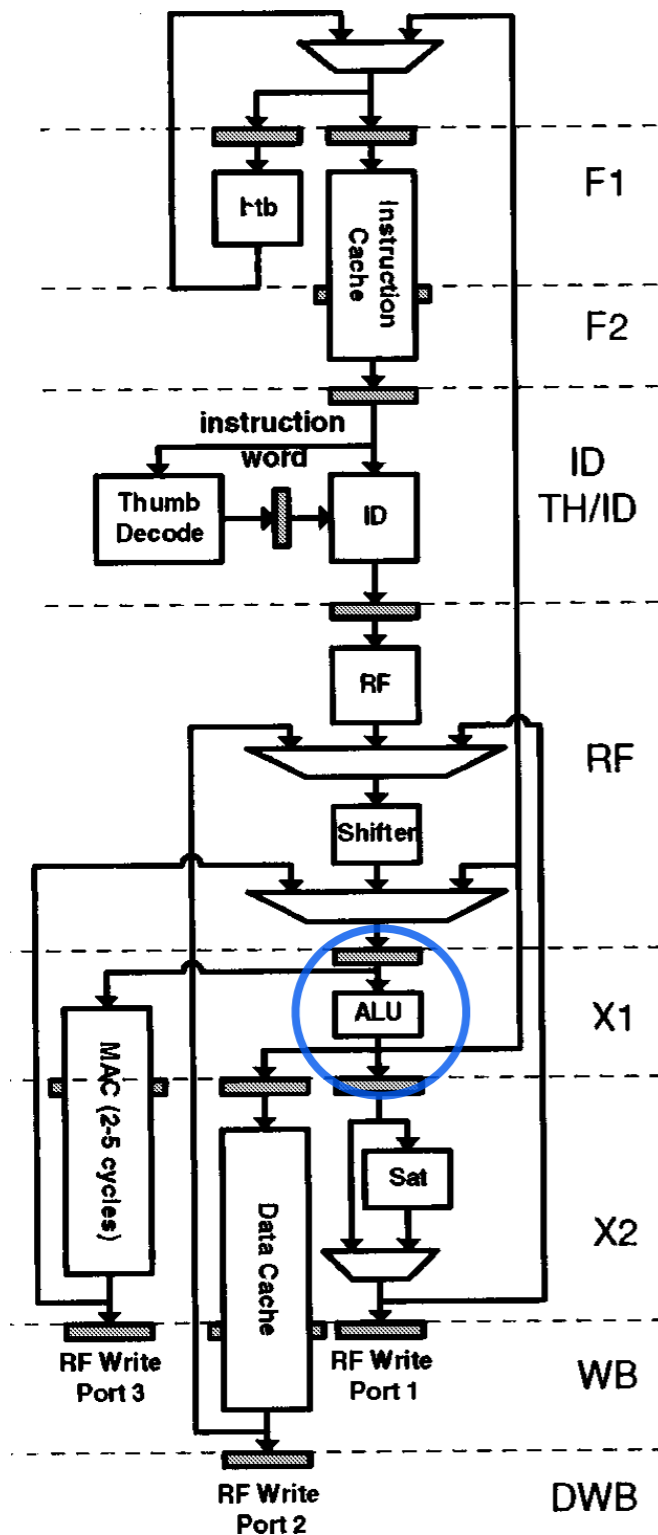 F1
Instruction
Cache
F2
instruction
word
ID
TH/ID
Thumb
Decode
ID
RF
RF
Shifter
ALU
X1
MAC (2-5 cycles)
Data Cache
Sat
X2
RF Write
Port 3
RF Write
Port 1
WB
RF Write
Port 2
DWB